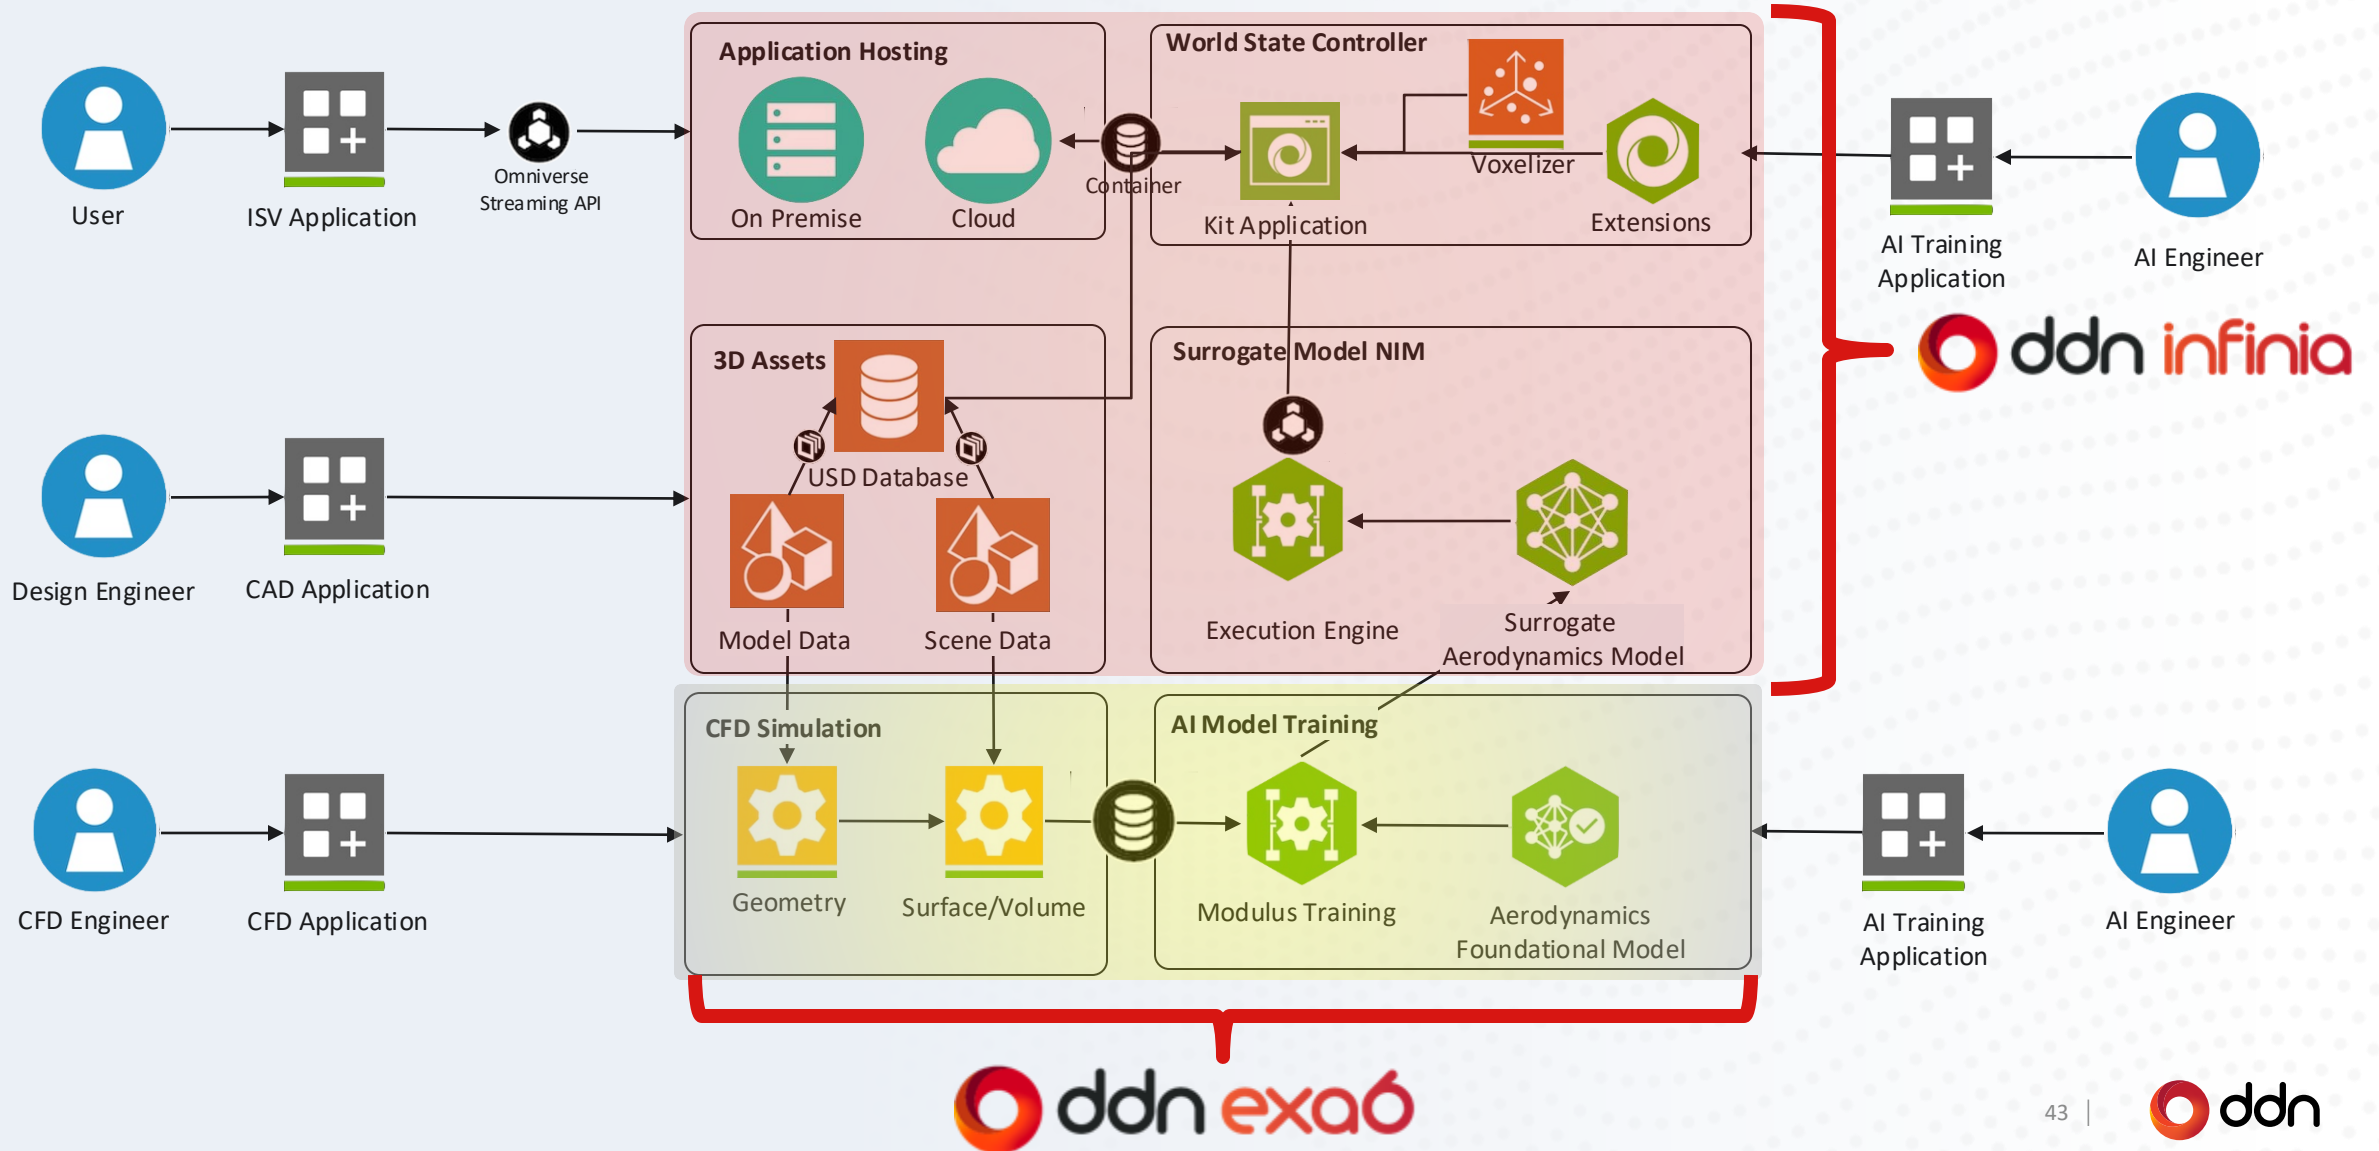 Application Hosting
World State Controller
User
ISV Application
Omniverse
Streaming API
On Premise
Cloud
Container
Kit Application
Voxelizer
Extensions
AI Training
Application
AI Engineer
ddn infinia
3D Assets
USD Database
Model Data
Scene Data
Surrogate Model NIM
Execution Engine
Surrogate
Aerodynamics Model
Design Engineer
CAD Application
CFD Simulation
Geometry
Surface/Volume
AI Model Training
Modulus Training
Aerodynamics
Foundational Model
CFD Engineer
CFD Application
AI Training
Application
AI Engineer
ddn exa6
43 |
ddn